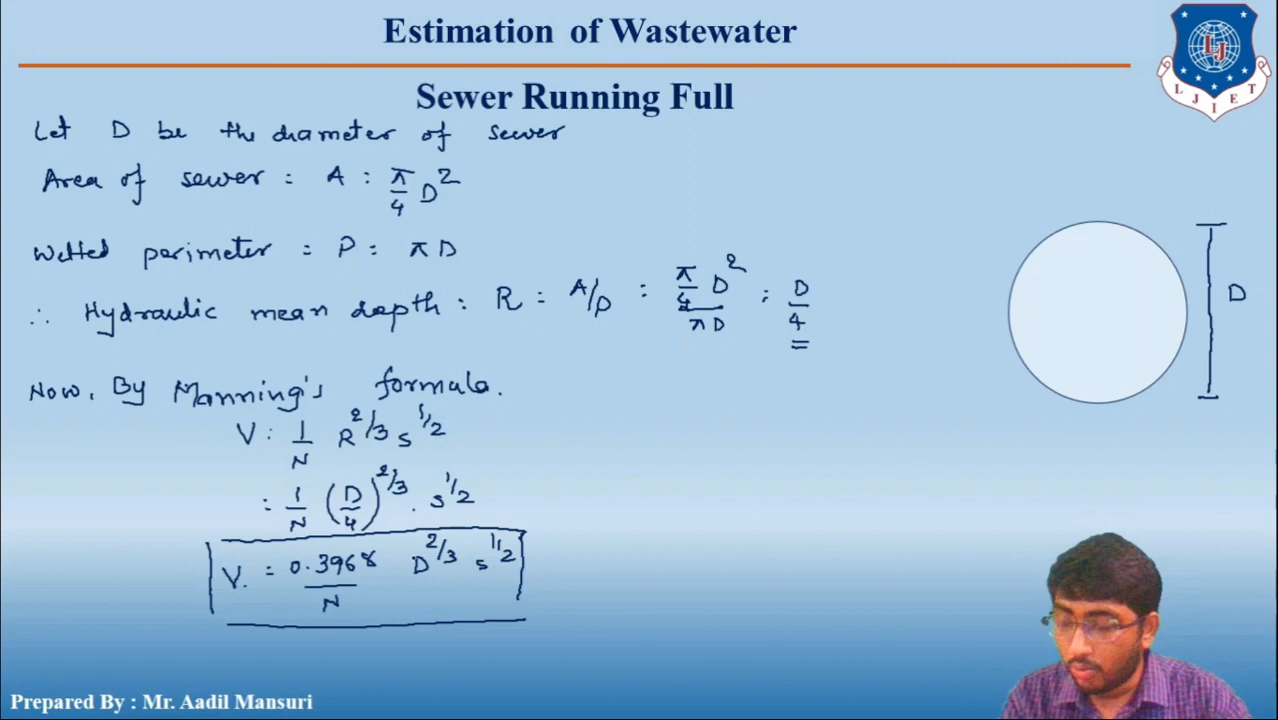 Estimation of Wastewater
Sewer Running Full
LJIET
Let D be the diameter of sewer
Area of sewer = A = π/4 D²
Wetted perimeter = P = πD
∴ Hydraulic mean depth = R = A/P = (π/4 D²)/(πD) = D/4
D
Now, By Manning's formula.
V = 1/N R^2/3 s^1/2
= 1/N (D/4)^2/3 . s^1/2
V. = 0.3968/N D^2/3 s^1/2
Prepared By : Mr. Aadil Mansuri